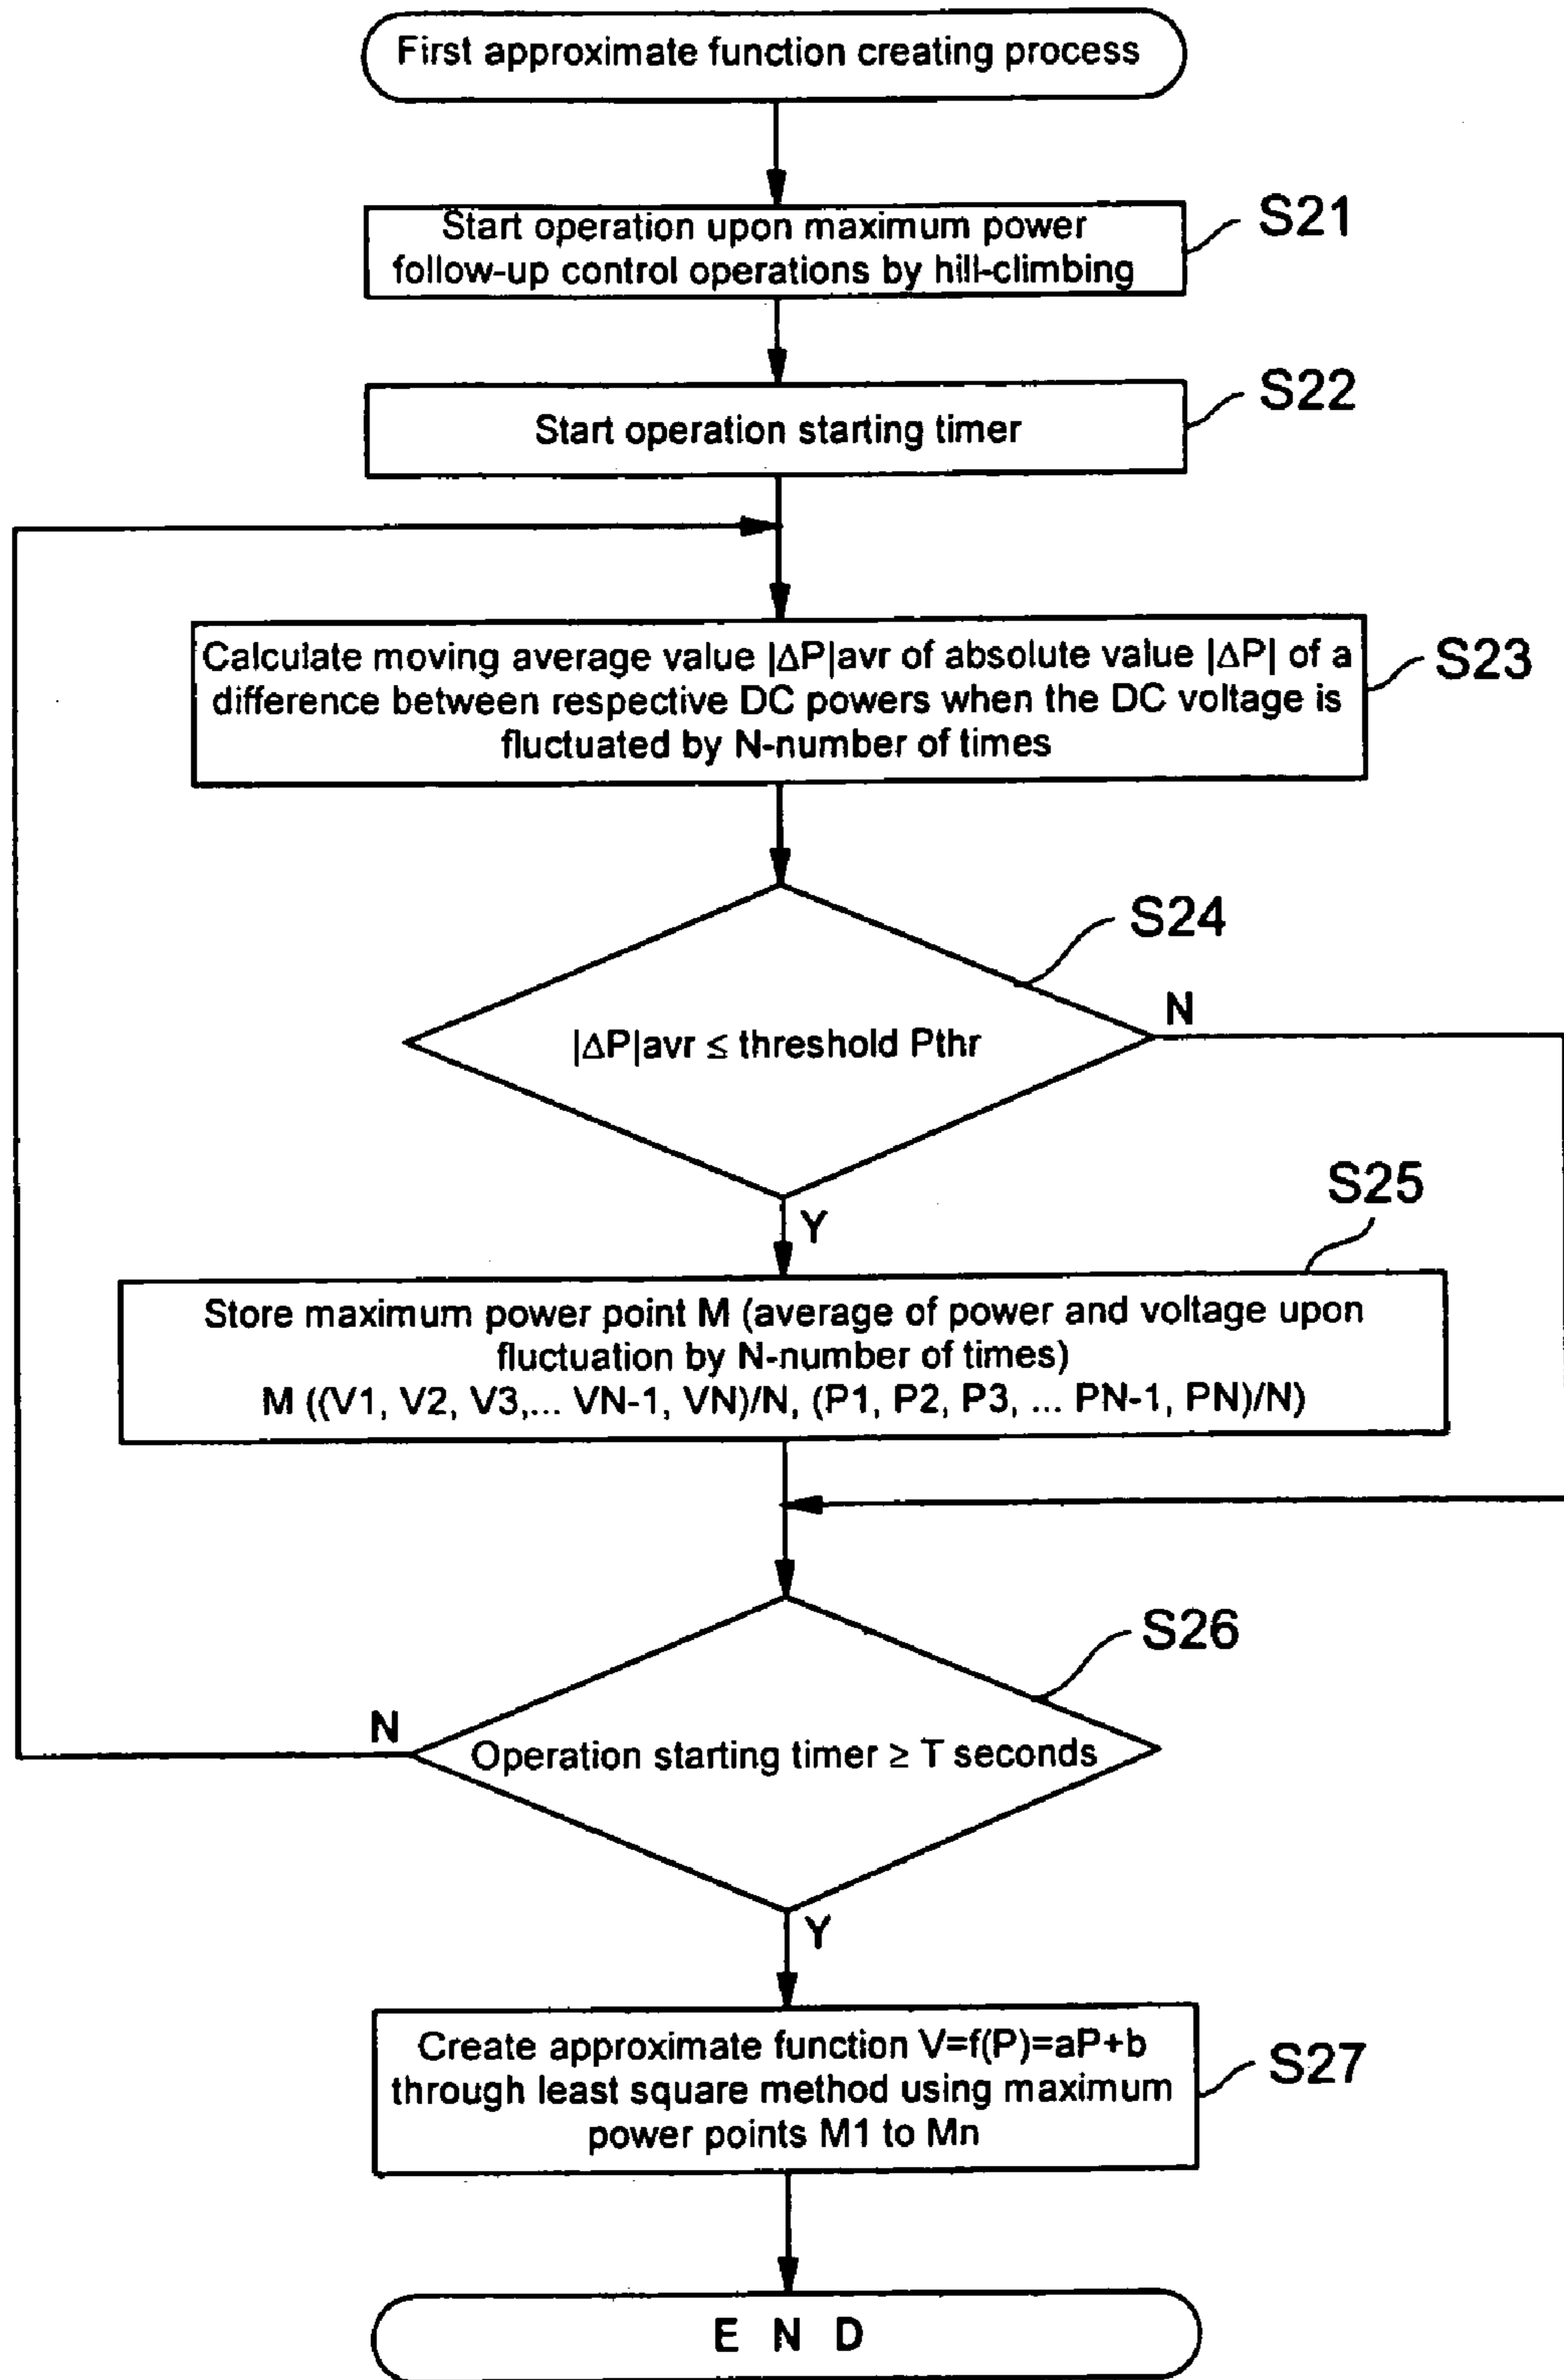 First approximate function creating process
Start operation upon maximum power
follow-up control operations by hill-climbing
S21
Start operation starting timer
S22
Calculate moving average value |ΔP|avr of absolute value |ΔP| of a
difference between respective DC powers when the DC voltage is
fluctuated by N-number of times
S23
|ΔP|avr ≤ threshold Pthr
S24
N
Y
S25
Store maximum power point M (average of power and voltage upon
fluctuation by N-number of times)
M ((V1, V2, V3,... VN-1, VN)/N, (P1, P2, P3, ... PN-1, PN)/N)
S26
N
Operation starting timer ≥ T seconds
Y
Create approximate function V=f(P)=aP+b
through least square method using maximum
power points M1 to Mn
S27
E N D